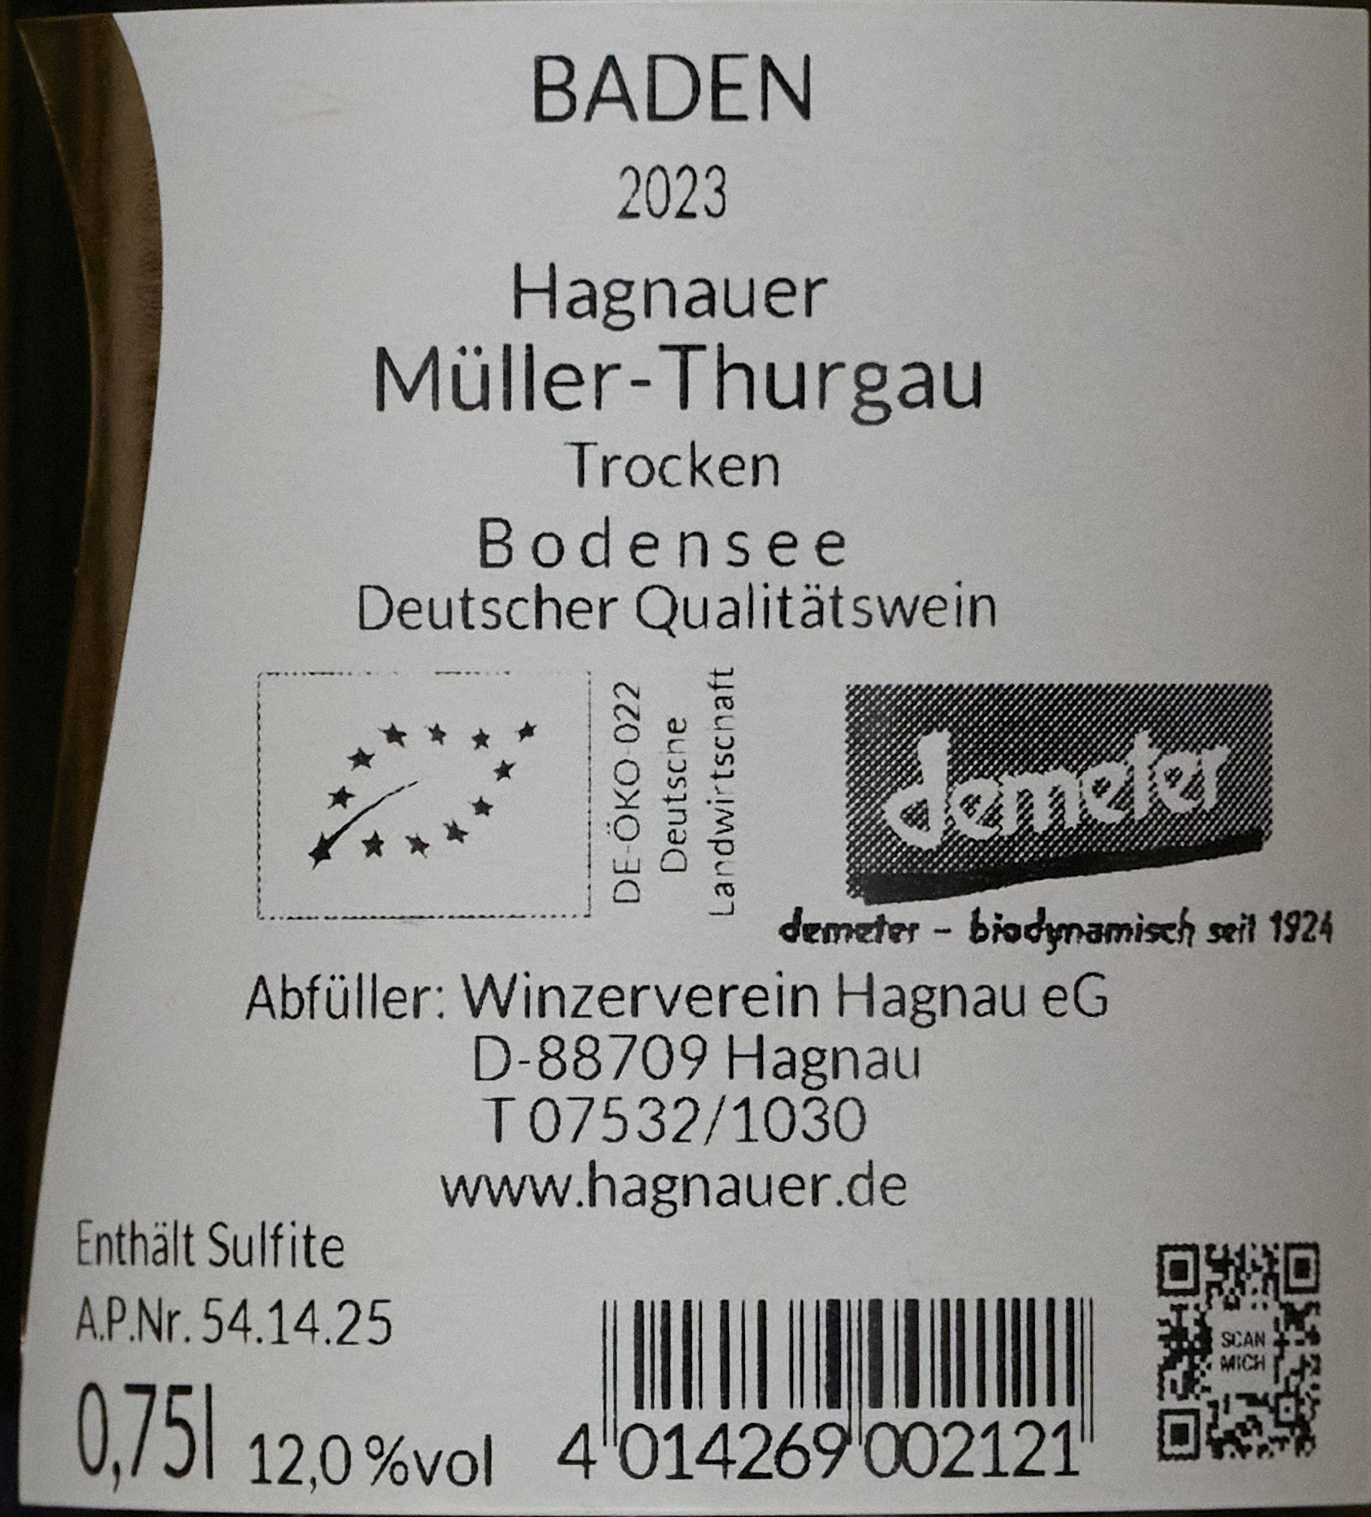 BADEN
2023
Hagnauer
Müller-Thurgau
Trocken
Bodensee
Deutscher Qualitätswein
DE-ÖKO-022
Deutsche
Landwirtschaft
demeter
demeter – biodynamisch seit 1924
Abfüller: Winzerverein Hagnau eG
D-88709 Hagnau
T 07532/1030
www.hagnauer.de
Enthält Sulfite
A.P.Nr. 54.14.25
0,75l 12,0 %vol
4 014269 002121
SCAN
MICH